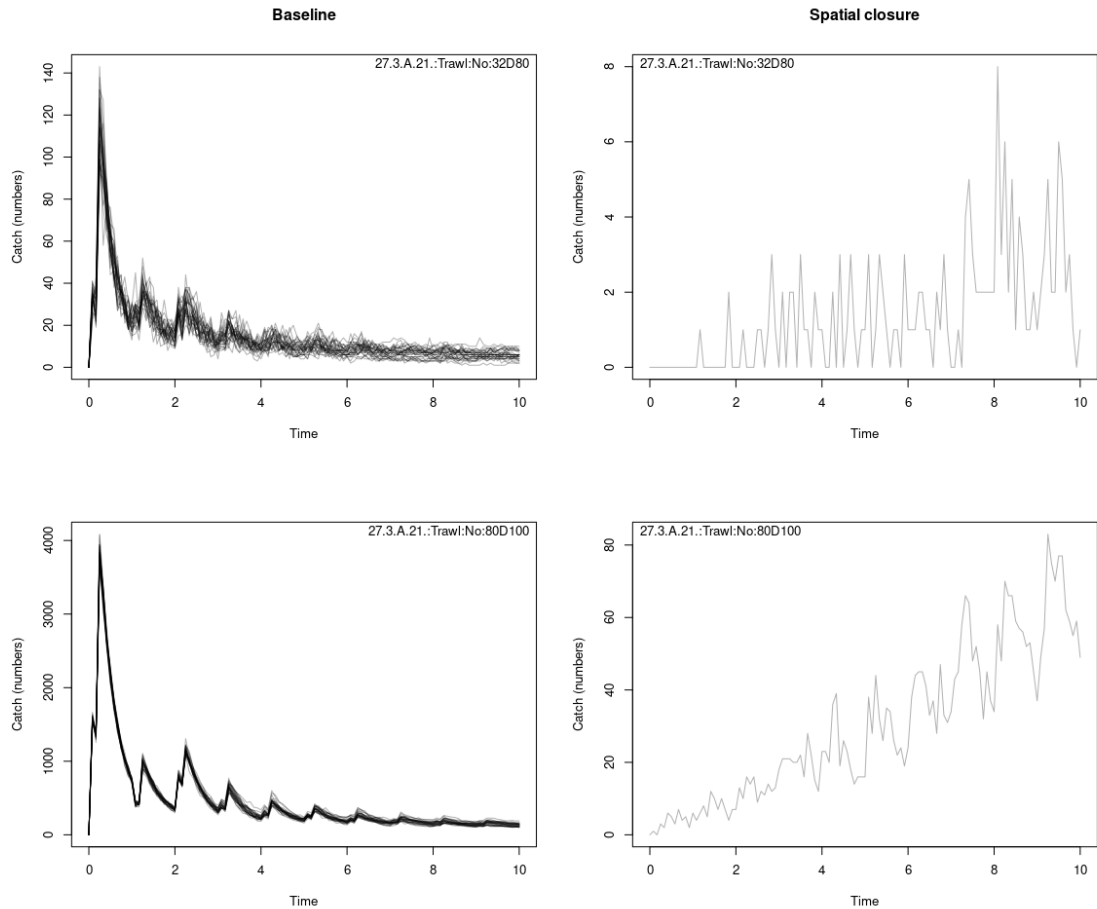 Baseline
Spatial closure
27.3.A.21.:Trawl:No:32D80
27.3.A.21.:Trawl:No:32D80
Catch (numbers)
0
20
40
60
80
100
120
140
0 2 4 6 8 10
Time
Catch (numbers)
0
2
4
6
8
0 2 4 6 8 10
Time
27.3.A.21.:Trawl:No:80D100
27.3.A.21.:Trawl:No:80D100
Catch (numbers)
0
1000
2000
3000
4000
0 2 4 6 8 10
Time
Catch (numbers)
0
20
40
60
80
0 2 4 6 8 10
Time